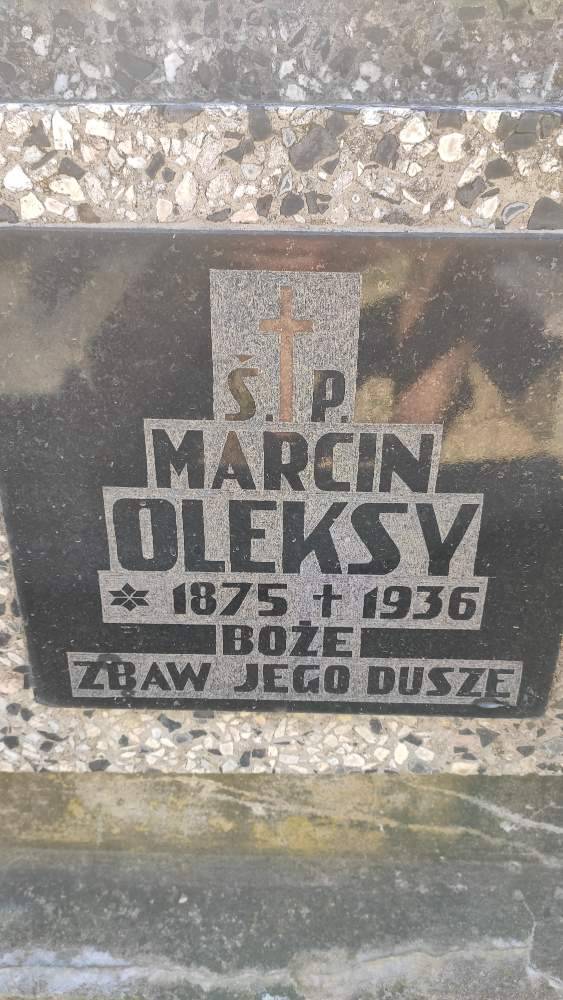 Ś. P.
MARCIN
OLEKSY
* 1875 † 1936
BOŻE
ZBAW JEGO DUSZE